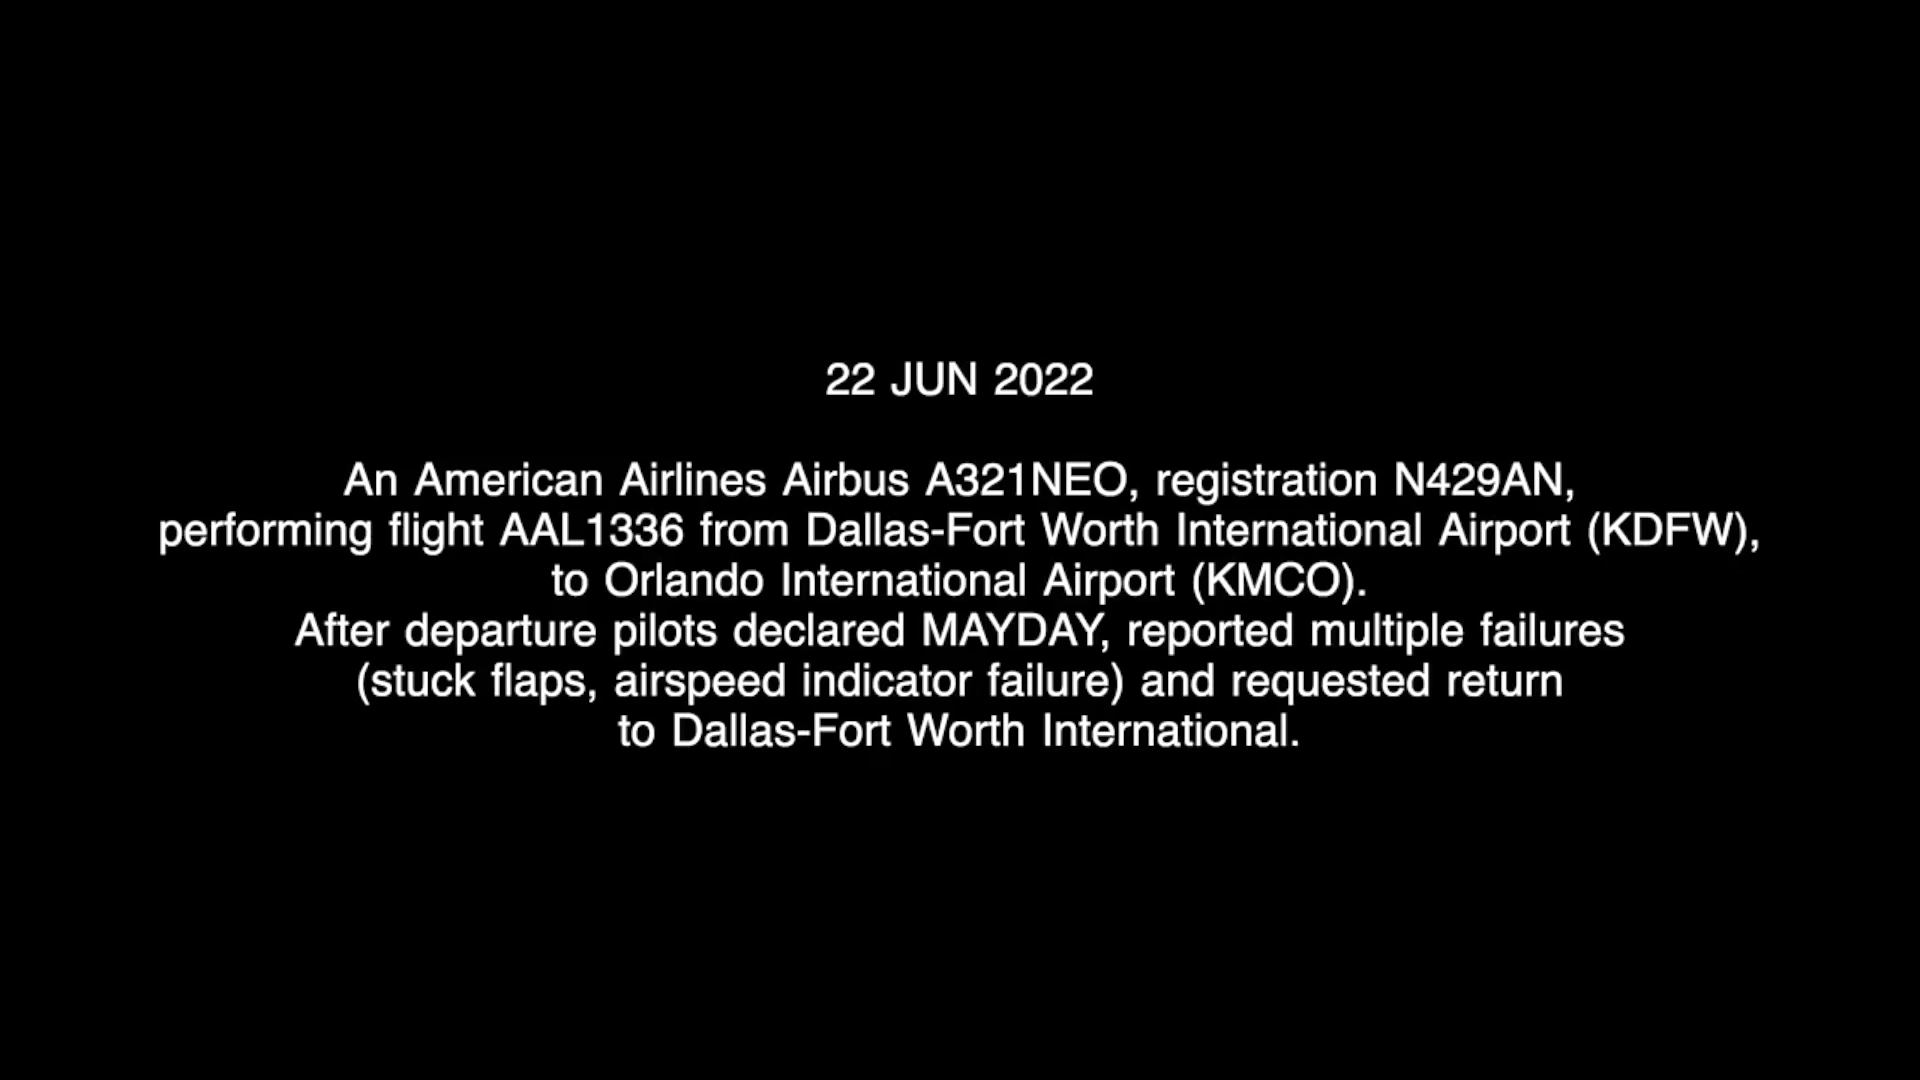 22 JUN 2022
An American Airlines Airbus A321NEO, registration N429AN,
performing flight AAL1336 from Dallas-Fort Worth International Airport (KDFW),
to Orlando International Airport (KMCO).
After departure pilots declared MAYDAY, reported multiple failures
(stuck flaps, airspeed indicator failure) and requested return
to Dallas-Fort Worth International.